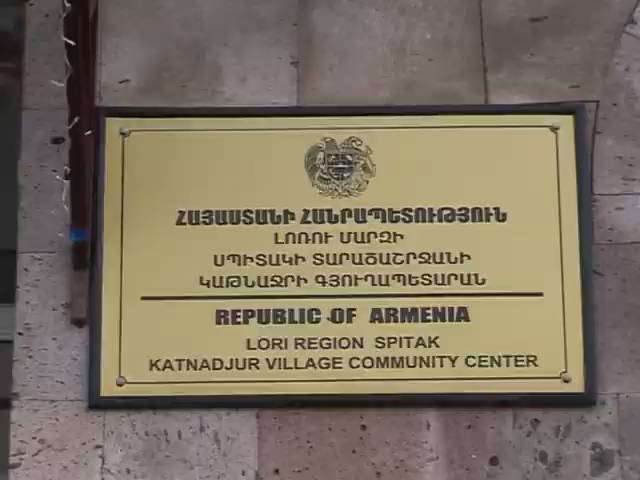 ՀԱՅԱՍՏԱՆԻ ՀԱՆՐԱՊԵՏՈՒԹՅՈՒՆ
ԼՈՌՈՒ ՄԱՐԶԻ
ՍՊԻՏԱԿԻ ՏԱՐԱԾԱՇՐՋԱՆԻ
ԿԱԹՆԱՋՐԻ ԳՅՈՒՂԱՊԵՏԱՐԱՆ
REPUBLIC OF ARMENIA
LORI REGION SPITAK
KATNADJUR VILLAGE COMMUNITY CENTER